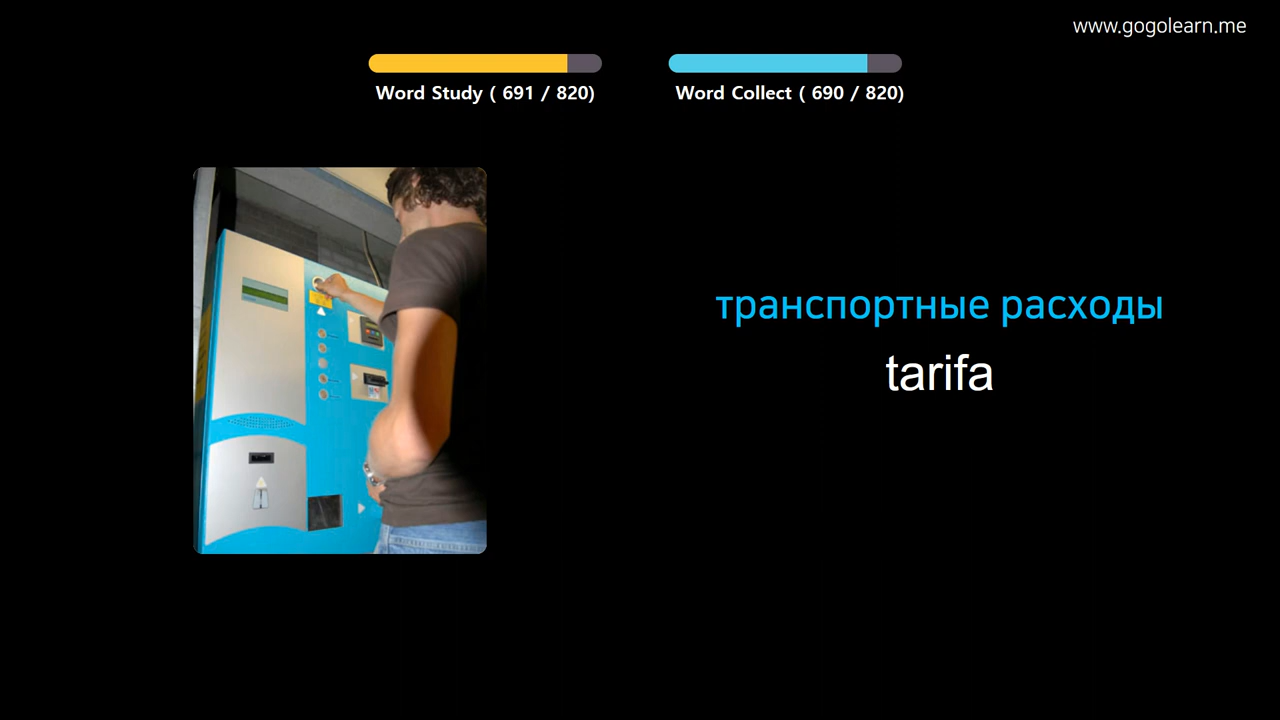 www.gogolearn.me
Word Study ( 691 / 820)
Word Collect ( 690 / 820)
транспортные расходы
tarifa